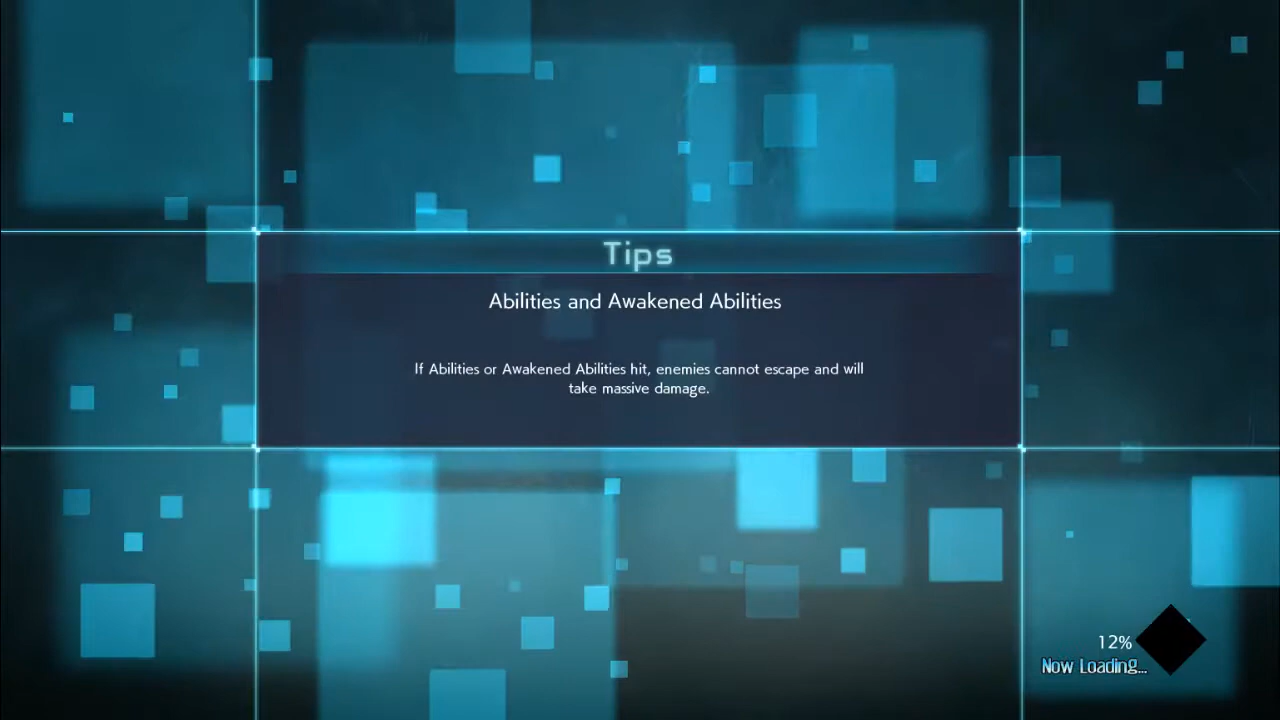 Tips
Abilities and Awakened Abilities
If Abilities or Awakened Abilities hit, enemies cannot escape and will
take massive damage.
12%
Now Loading...